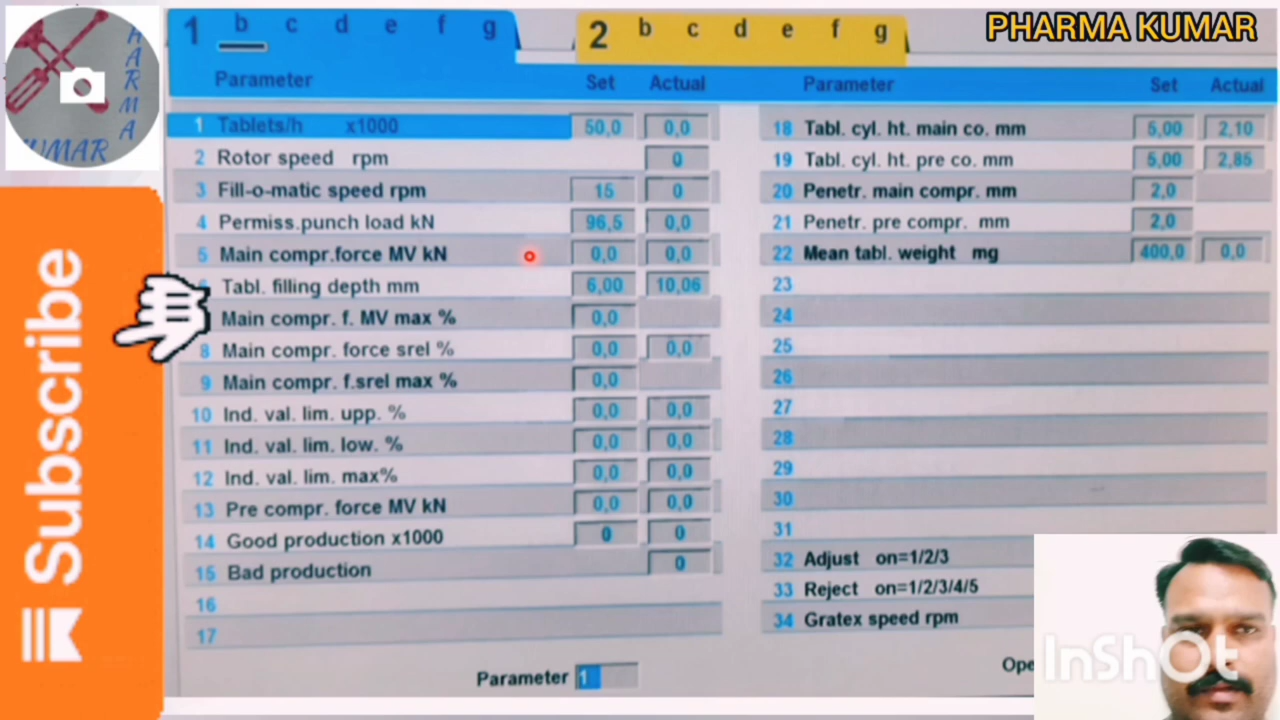 PHARMA KUMAR
HARMA
KUMAR
Subscribe
1 b c d e f g
2 b c d e f g
Parameter Set Actual
1 Tablets/h x1000 50,0 0,0
2 Rotor speed rpm 0
3 Fill-o-matic speed rpm 15 0
4 Permiss.punch load kN 96,5 0,0
5 Main compr.force MV kN 0,0 0,0
Tabl. filling depth mm 6,00 10,06
Main compr. f. MV max % 0,0
8 Main compr. force srel % 0,0 0,0
9 Main compr. f.srel max % 0,0
10 Ind. val. lim. upp. % 0,0 0,0
11 Ind. val. lim. low. % 0,0 0,0
12 Ind. val. lim. max% 0,0 0,0
13 Pre compr. force MV kN 0,0 0,0
14 Good production x1000 0 0
15 Bad production 0
16
17
Parameter Set Actual
18 Tabl. cyl. ht. main co. mm 5,00 2,10
19 Tabl. cyl. ht. pre co. mm 5,00 2,85
20 Penetr. main compr. mm 2,0
21 Penetr. pre compr. mm 2,0
22 Mean tabl. weight mg 400,0 0,0
23
24
25
26
27
28
29
30
31
32 Adjust on=1/2/3
33 Reject on=1/2/3/4/5
34 Gratex speed rpm
Parameter 1
Ope
InShOt